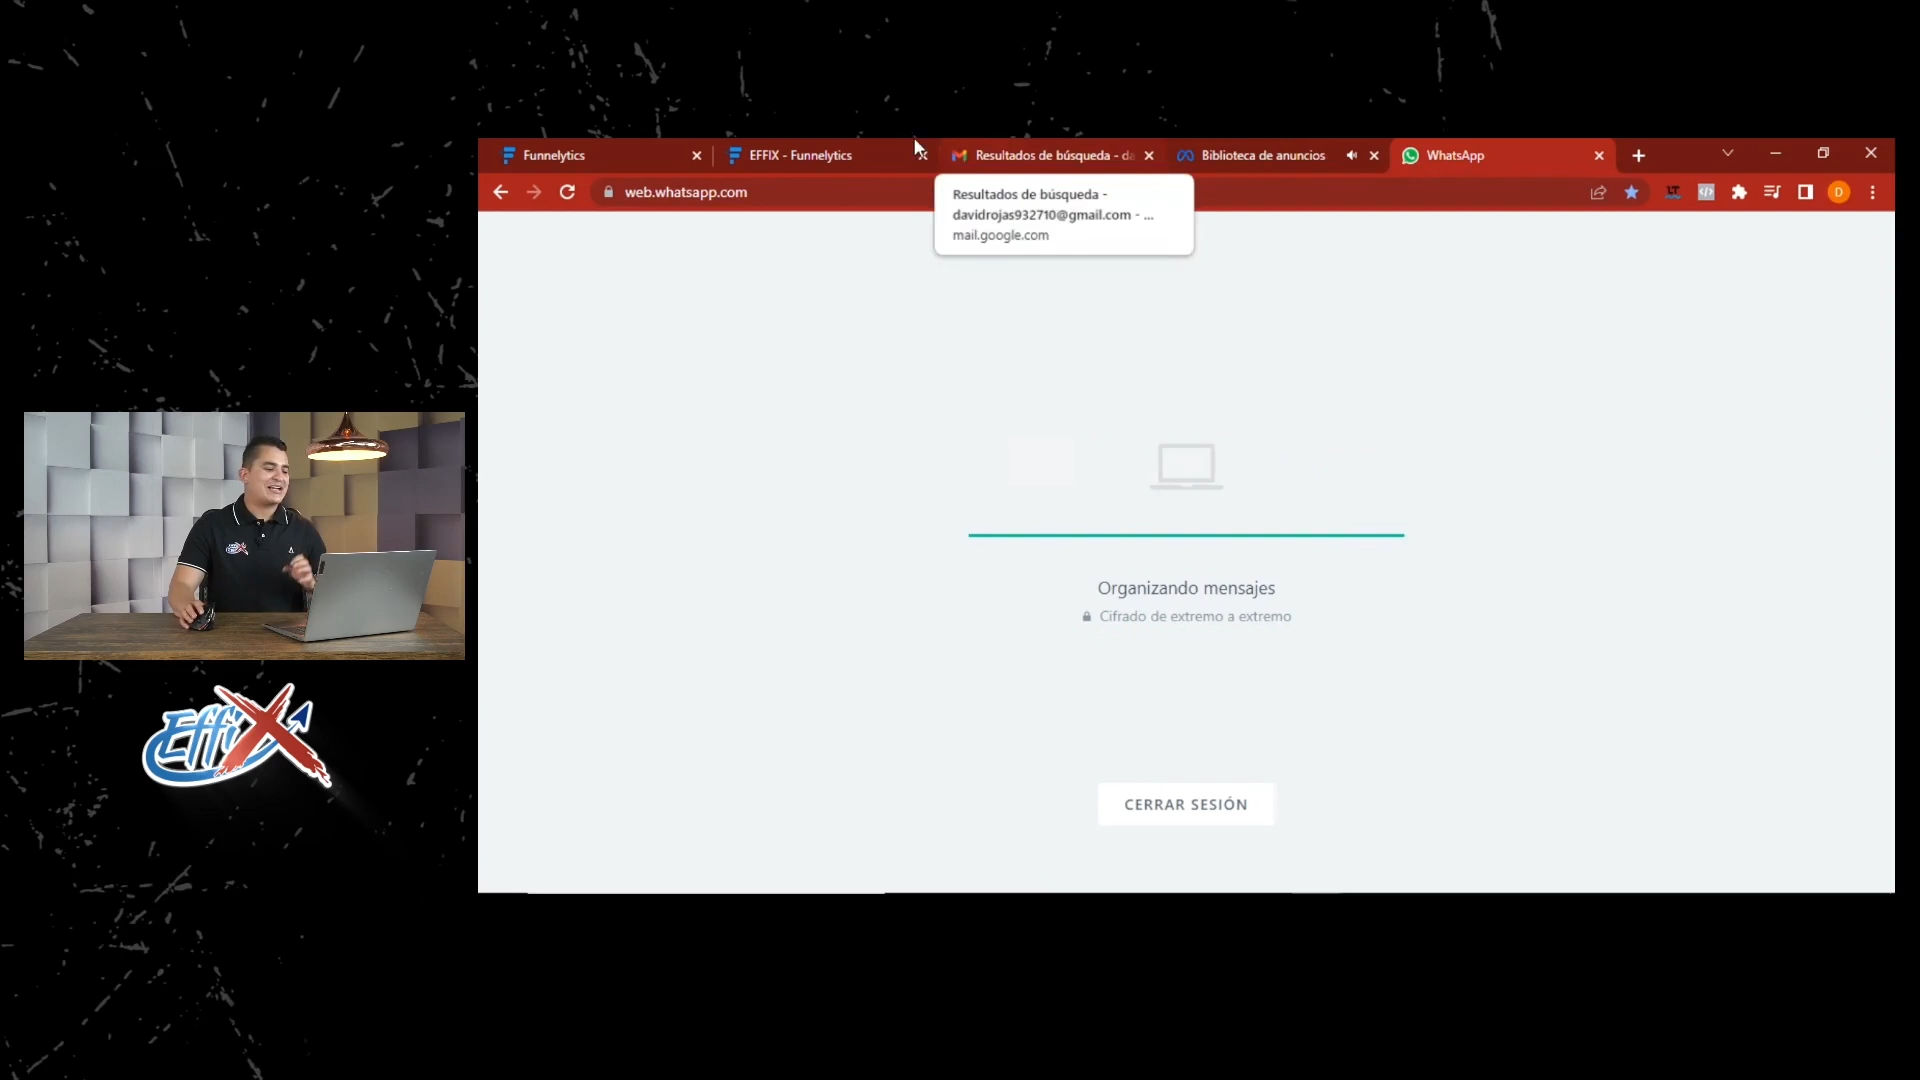 Funnelytics
EFFIX - Funnelytics
Resultados de búsqueda - da
Biblioteca de anuncios
WhatsApp
web.whatsapp.com
D
Resultados de búsqueda -
davidrojas932710@gmail.com - ...
mail.google.com
Organizando mensajes
Cifrado de extremo a extremo
CERRAR SESIÓN
EffiX